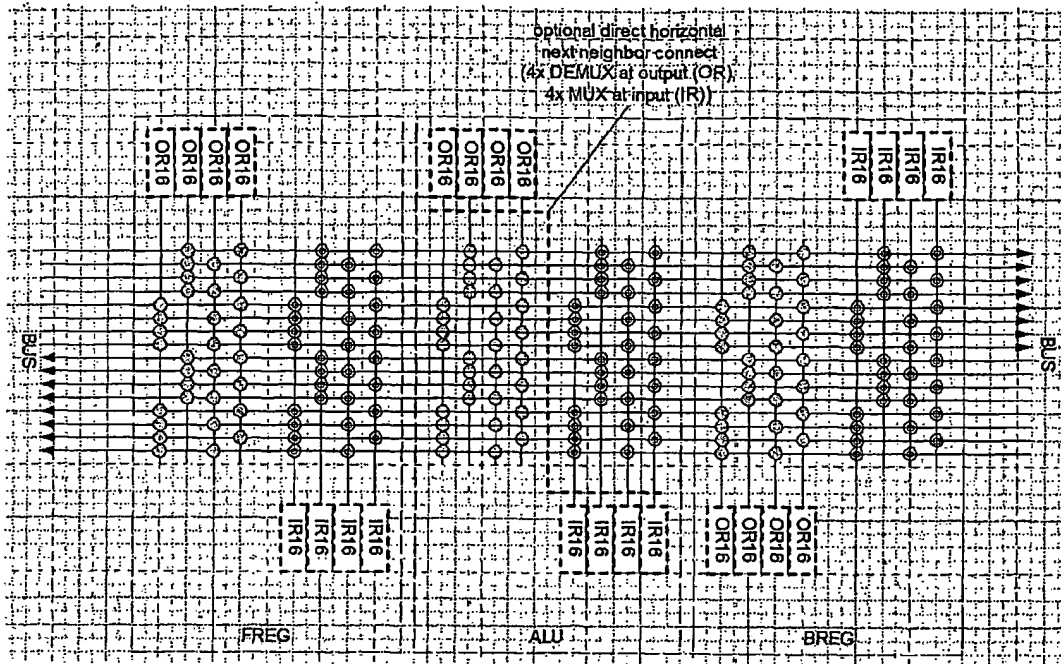 optional direct horizontal
next neighbor connect
(4x DEMUX at output (OR),
4x MUX at input (IR))
OR16
OR16
OR16
OR16
OR16
OR16
OR16
OR16
IR16
IR16
IR16
IR16
BUS
BUS
IR16
IR16
IR16
IR16
IR16
IR16
IR16
IR16
OR16
OR16
OR16
OR16
FREG
ALU
BREG